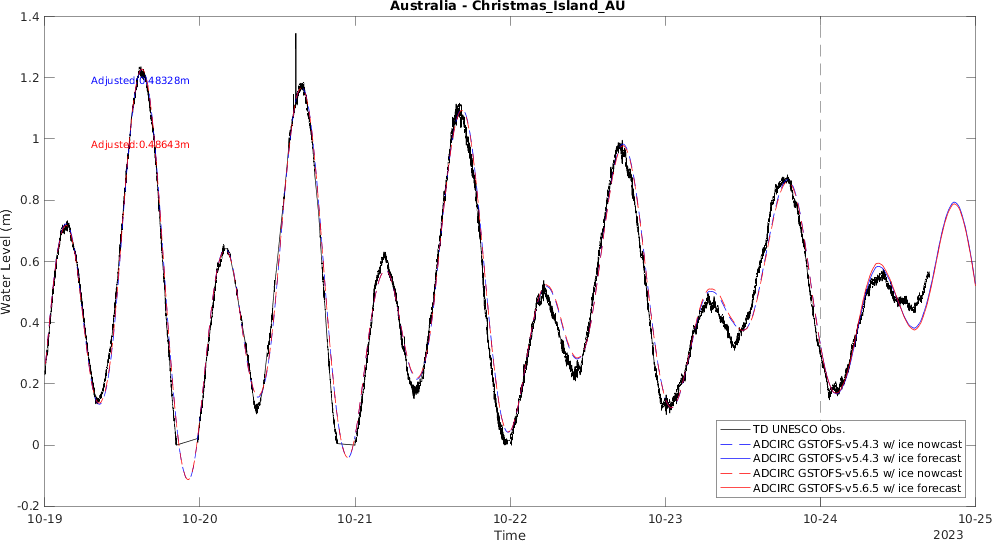 Australia - Christmas_Island_AU
1.4
1.2
1
0.8
0.6
0.4
0.2
0
-0.2
Water Level (m)
Adjusted:0.48328m
Adjusted:0.48643m
TD UNESCO Obs.
ADCIRC GSTOFS-v5.4.3 w/ ice nowcast
ADCIRC GSTOFS-v5.4.3 w/ ice forecast
ADCIRC GSTOFS-v5.6.5 w/ ice nowcast
ADCIRC GSTOFS-v5.6.5 w/ ice forecast
10-19 10-20 10-21 10-22 10-23 10-24 10-25
Time
2023